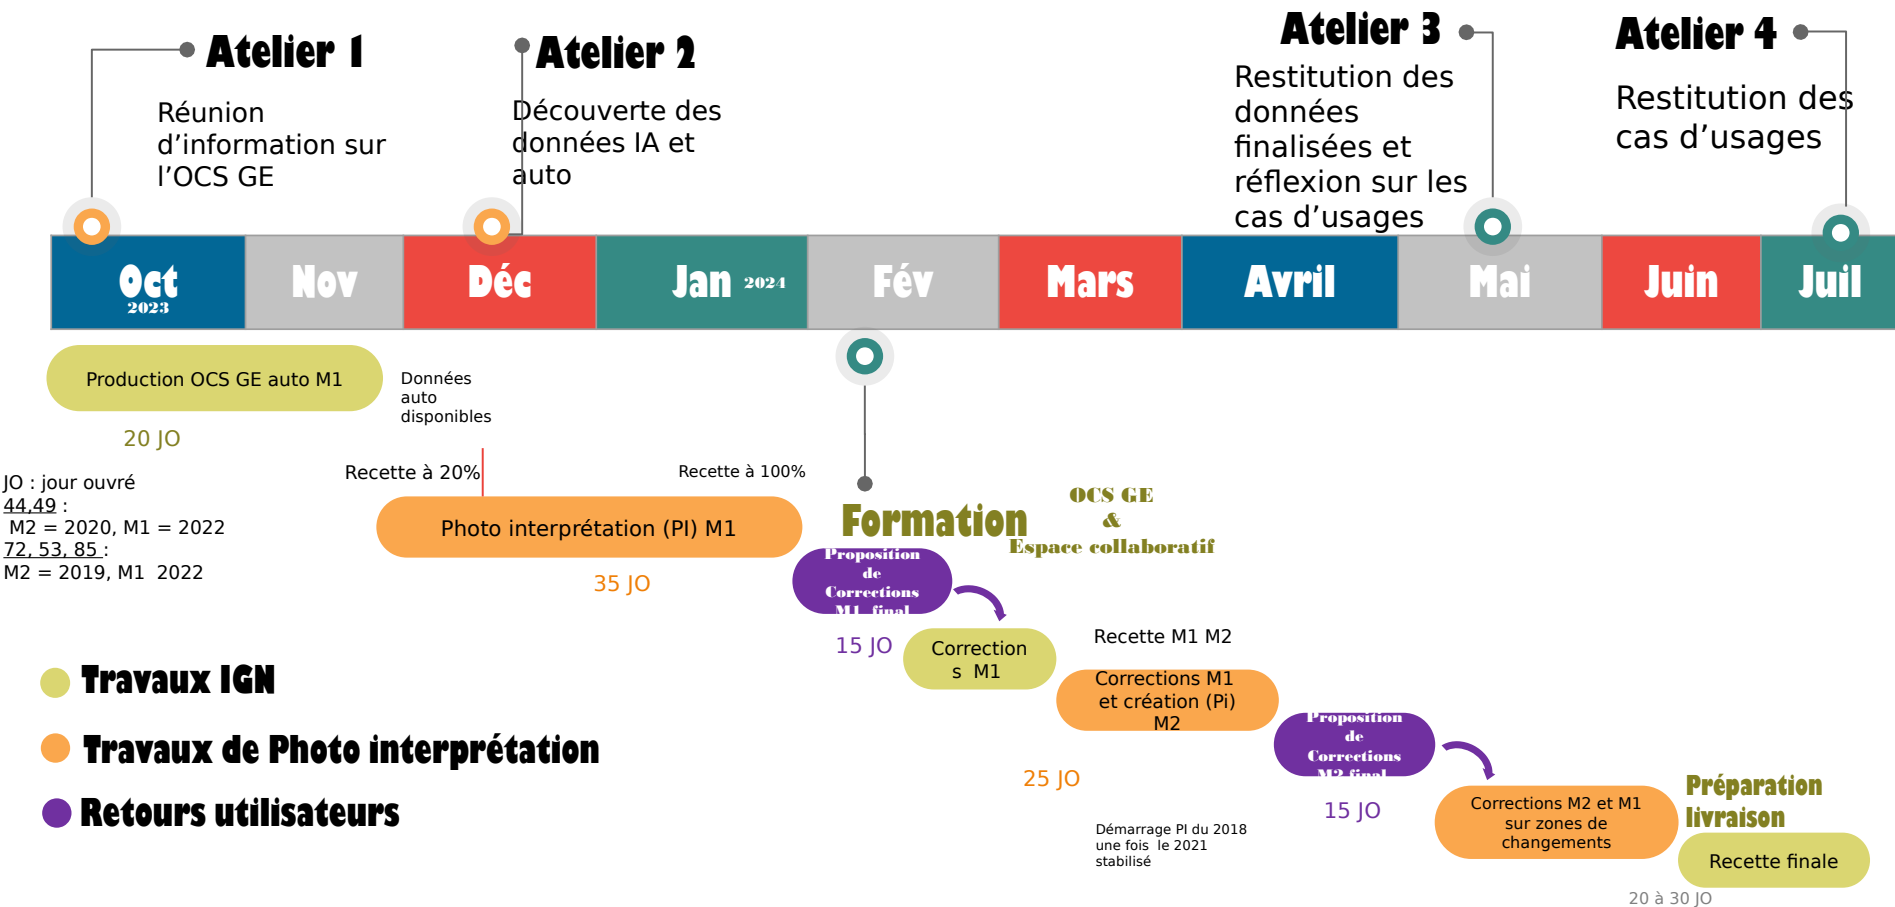 Atelier 1
Réunion
d’information sur
l’OCS GE
Atelier 2
Découverte des
données IA et
auto
Atelier 3
Restitution des
données
finalisées et
réflexion sur les
cas d’usages
Atelier 4
Restitution des
cas d’usages
Oct
2023
Nov
Déc
Jan 2024
Fév
Mars
Avril
Mai
Juin
Juil
Production OCS GE auto M1
20 JO
Données
auto
disponibles
JO : jour ouvré
44,49 :
M2 = 2020, M1 = 2022
72, 53, 85 :
M2 = 2019, M1 2022
Recette à 20%
Recette à 100%
Photo interprétation (PI) M1
35 JO
Formation
OCS GE
&
Espace collaboratif
Proposition
de
Corrections
M1 final
15 JO
Correction
s M1
Recette M1 M2
Corrections M1
et création (Pi)
M2
25 JO
Démarrage PI du 2018
une fois le 2021
stabilisé
Proposition
de
Corrections
M2 final
15 JO
Corrections M2 et M1
sur zones de
changements
Préparation
livraison
Recette finale
20 à 30 JO
Travaux IGN
Travaux de Photo interprétation
Retours utilisateurs